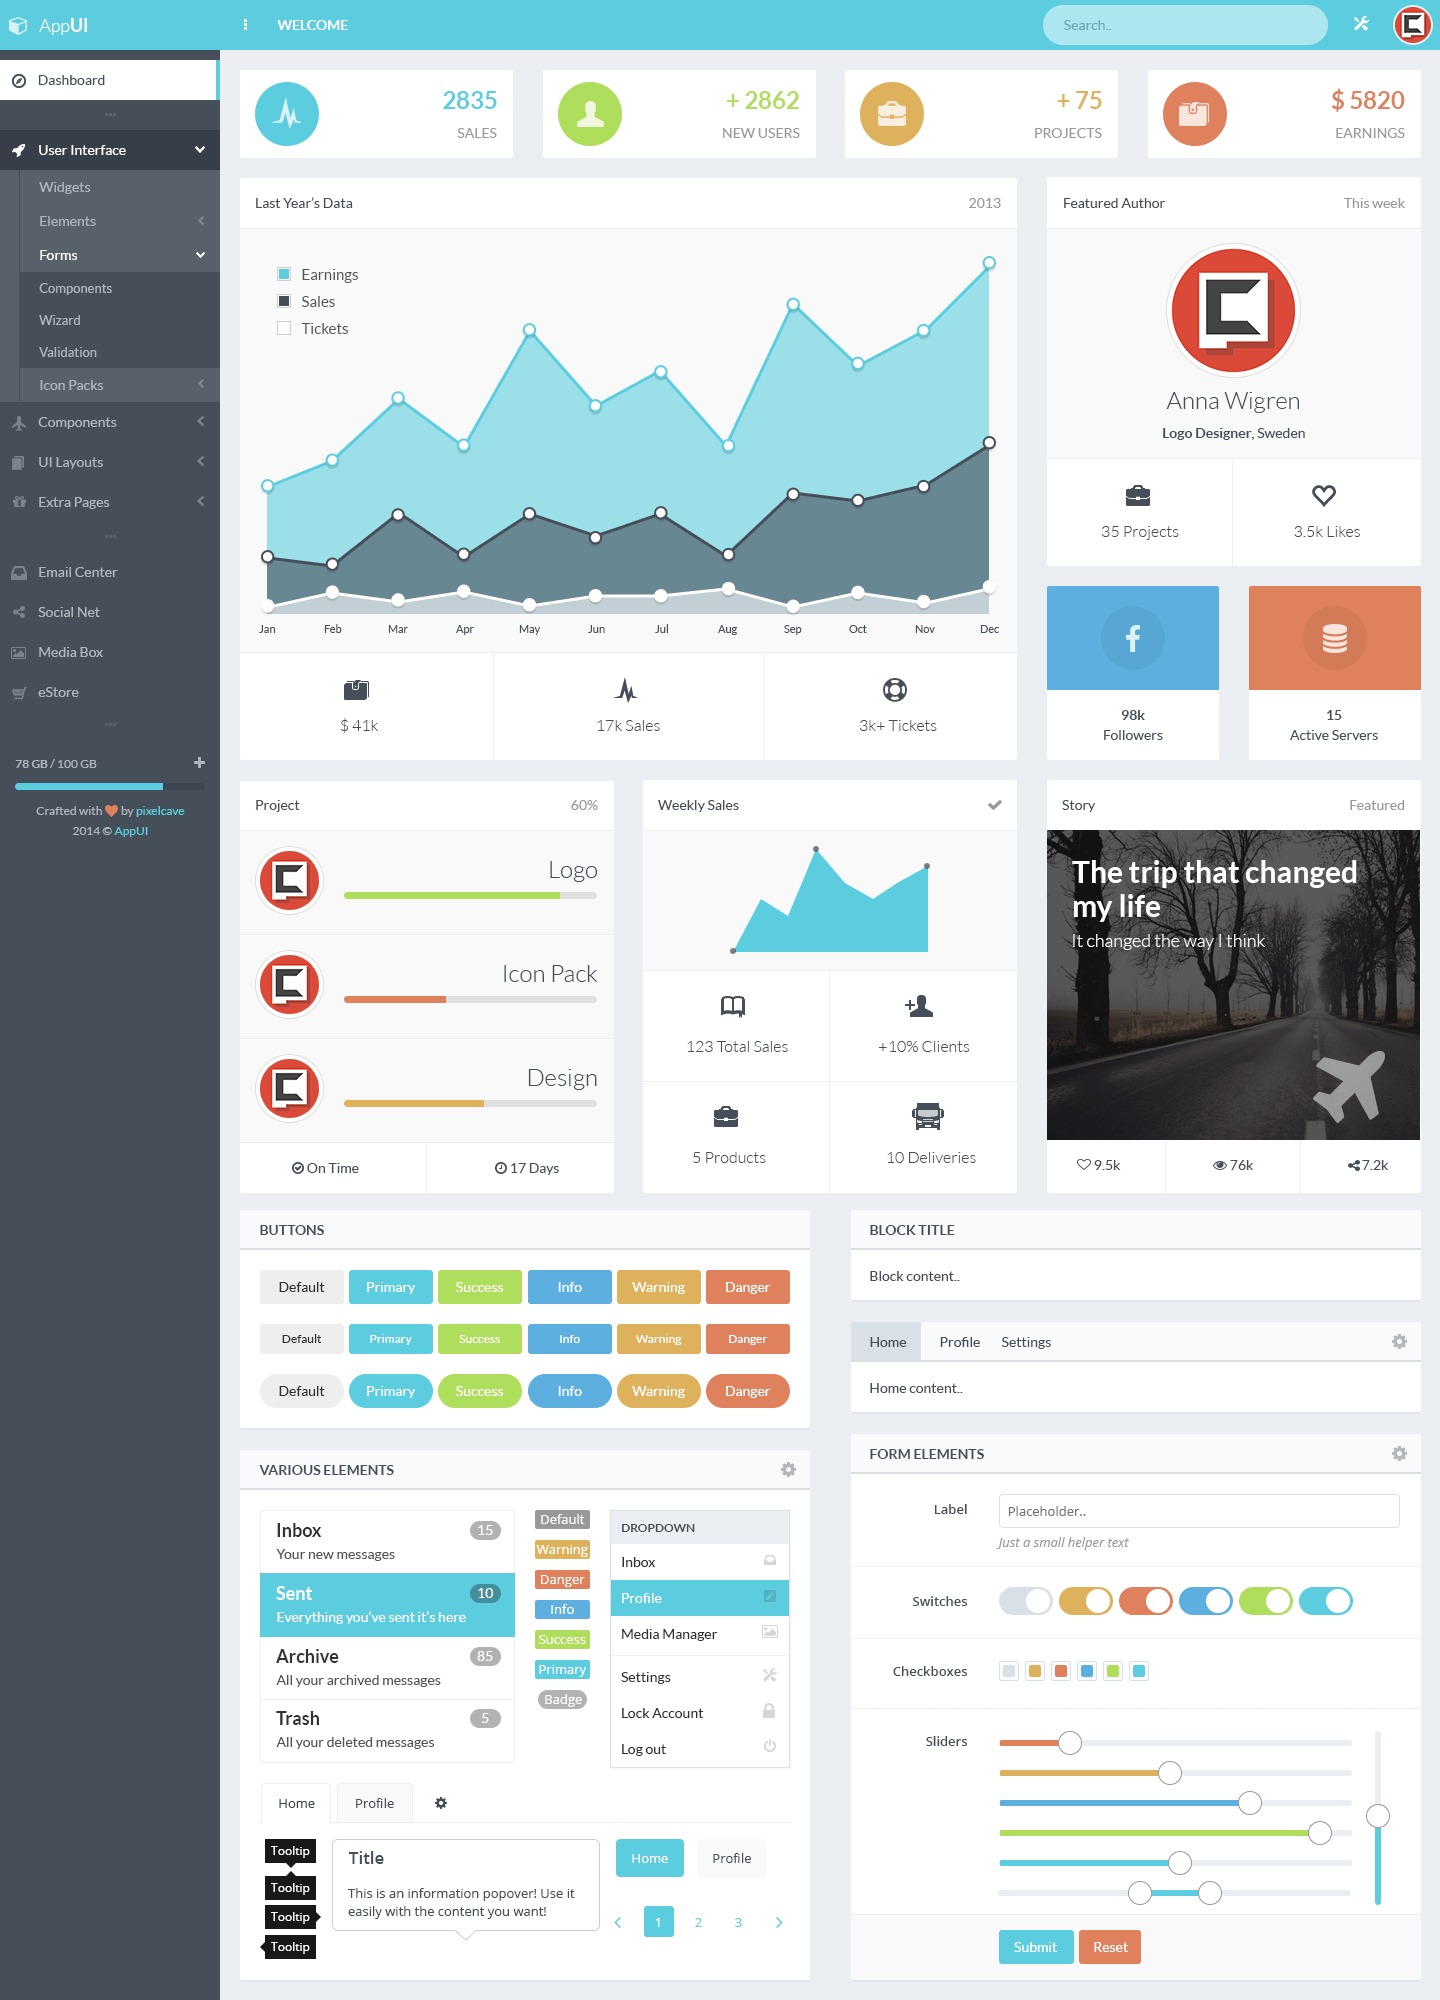 AppUI
WELCOME
Search..
Dashboard
User Interface
Widgets
Elements
Forms
Components
Wizard
Validation
Icon Packs
Components
UI Layouts
Extra Pages
Email Center
Social Net
Media Box
eStore
78 GB / 100 GB
Crafted with by pixelcave
2014 © AppUI
2835
SALES
+ 2862
NEW USERS
+ 75
PROJECTS
$ 5820
EARNINGS
Last Year's Data 2013
Earnings
Sales
Tickets
Jan Feb Mar Apr May Jun Jul Aug Sep Oct Nov Dec
$ 41k
17k Sales
3k+ Tickets
Featured Author This week
Anna Wigren
Logo Designer, Sweden
35 Projects
3.5k Likes
98k
Followers
15
Active Servers
Project 60%
Logo
Icon Pack
Design
On Time
17 Days
Weekly Sales
123 Total Sales
+10% Clients
5 Products
10 Deliveries
Story Featured
The trip that changed
my life
It changed the way I think
9.5k
76k
7.2k
BUTTONS
Default Primary Success Info Warning Danger
Default Primary Success Info Warning Danger
Default Primary Success Info Warning Danger
BLOCK TITLE
Block content..
Home Profile Settings
Home content..
VARIOUS ELEMENTS
Inbox 15
Your new messages
Sent 10
Everything you've sent it's here
Archive 85
All your archived messages
Trash 5
All your deleted messages
Default
Warning
Danger
Info
Success
Primary
Badge
DROPDOWN
Inbox
Profile
Media Manager
Settings
Lock Account
Log out
Home Profile
Tooltip
Tooltip
Tooltip
Tooltip
Title
This is an information popover! Use it
easily with the content you want!
Home Profile
1 2 3
FORM ELEMENTS
Label
Placeholder..
Just a small helper text
Switches
Checkboxes
Sliders
Submit Reset